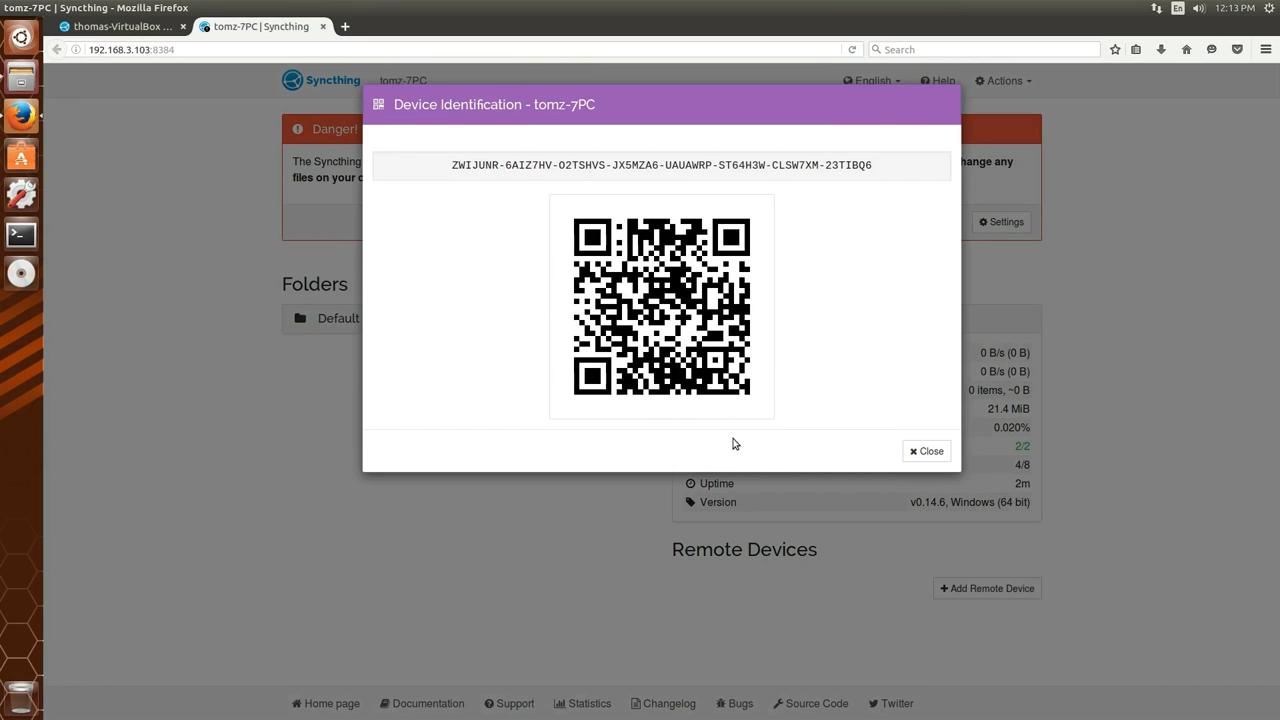 tomz-7PC | Syncthing - Mozilla Firefox
En
12:13 PM
thomas-VirtualBox ...
tomz-7PC | Syncthing
192.168.3.103:8384
Search
Syncthing
tomz-7PC
English
Help
Actions
Device Identification - tomz-7PC
Danger!
ZWIJUNR-6AIZ7HV-O2TSHVS-JX5MZA6-UAUAWRP-ST64H3W-CLSW7XM-23TIBQ6
The Syncthing
change any
files on your
Settings
Folders
Default
0 B/s (0 B)
0 B/s (0 B)
0 items, ~0 B
21.4 MiB
0.020%
2/2
Close
4/8
Uptime
2m
Version
v0.14.6, Windows (64 bit)
Remote Devices
Add Remote Device
Home page
Documentation
Support
Statistics
Changelog
Bugs
Source Code
Twitter